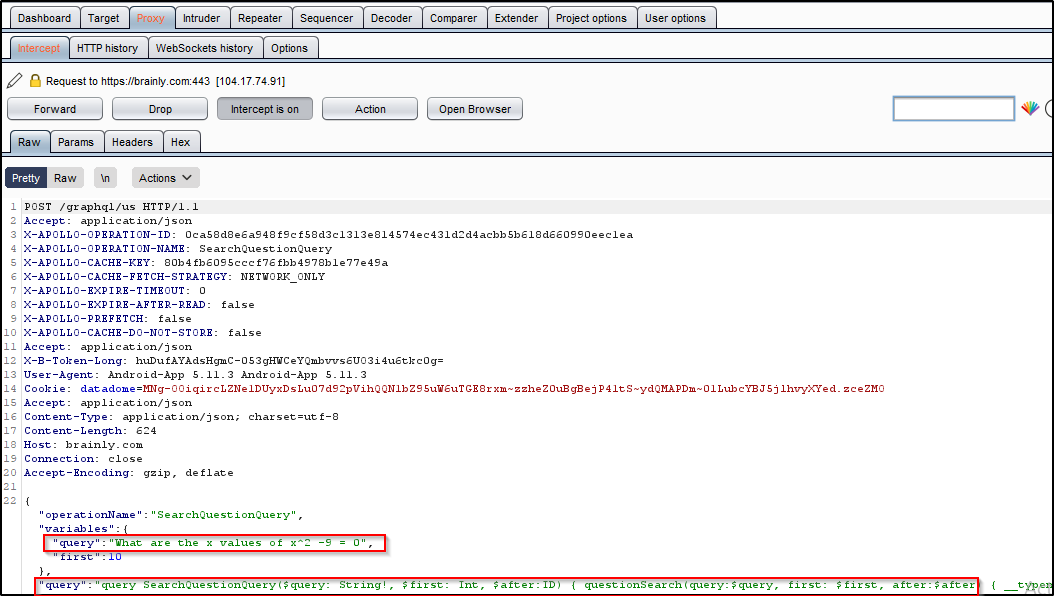 Dashboard Target Proxy Intruder Repeater Sequencer Decoder Comparer Extender Project options User options
Intercept HTTP history WebSockets history Options
Request to https://brainly.com:443 [104.17.74.91]
Forward Drop Intercept is on Action Open Browser
Raw Params Headers Hex
Pretty Raw \n Actions
1 POST /graphql/us HTTP/1.1
2 Accept: application/json
3 X-APOLLO-OPERATION-ID: 0ca58d8e6a948f9cf58d3c1313e814574ec431d2d4acbb5b618d660990eec1ea
4 X-APOLLO-OPERATION-NAME: SearchQuestionQuery
5 X-APOLLO-CACHE-KEY: 80b4fb6095cccf76fbb4978b1e77e49a
6 X-APOLLO-CACHE-FETCH-STRATEGY: NETWORK_ONLY
7 X-APOLLO-EXPIRE-TIMEOUT: 0
8 X-APOLLO-EXPIRE-AFTER-READ: false
9 X-APOLLO-PREFETCH: false
10 X-APOLLO-CACHE-DO-NOT-STORE: false
11 Accept: application/json
12 X-B-Token-Long: huDufAYAdsHgmC-053gHWCeYQmbvvs6U03i4u6tkc0g=
13 User-Agent: Android-App 5.11.3 Android-App 5.11.3
14 Cookie: datadome=
15 Accept: application/json
16 Content-Type: application/json; charset=utf-8
17 Content-Length: 624
18 Host: brainly.com
19 Connection: close
20 Accept-Encoding: gzip, deflate
21
22 {
"operationName":"SearchQuestionQuery",
"variables":{
"query":"What are the x values of x^2 -9 = 0",
"first":10
},
"query":"query SearchQuestionQuery($query: String!, $first: Int, $after:ID) { questionSearch(query:$query, first: $first, after:$after